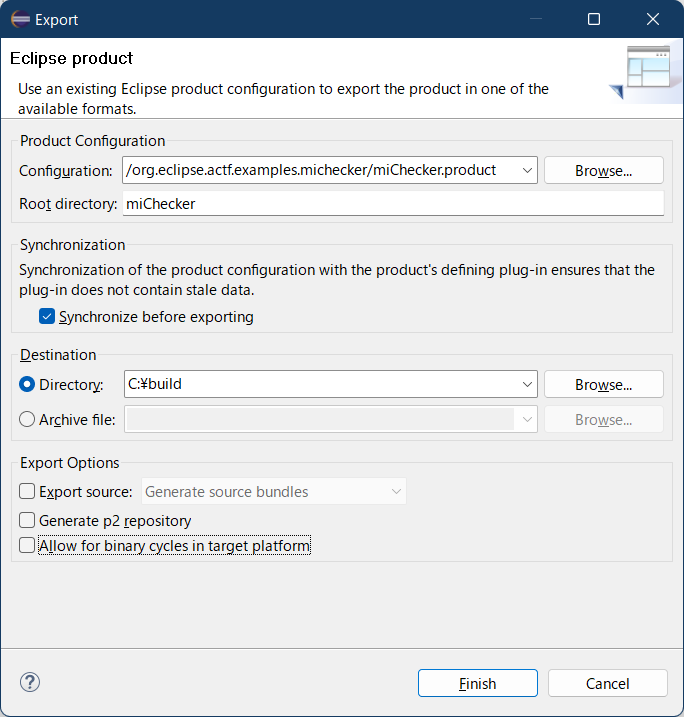 Export
Eclipse product
Use an existing Eclipse product configuration to export the product in one of the
available formats.
Product Configuration
Configuration: /org.eclipse.actf.examples.michecker/miChecker.product Browse...
Root directory: miChecker
Synchronization
Synchronization of the product configuration with the product's defining plug-in ensures that the
plug-in does not contain stale data.
Synchronize before exporting
Destination
Directory: C:¥build Browse...
Archive file: Browse...
Export Options
Export source: Generate source bundles
Generate p2 repository
Allow for binary cycles in target platform
?
Finish Cancel